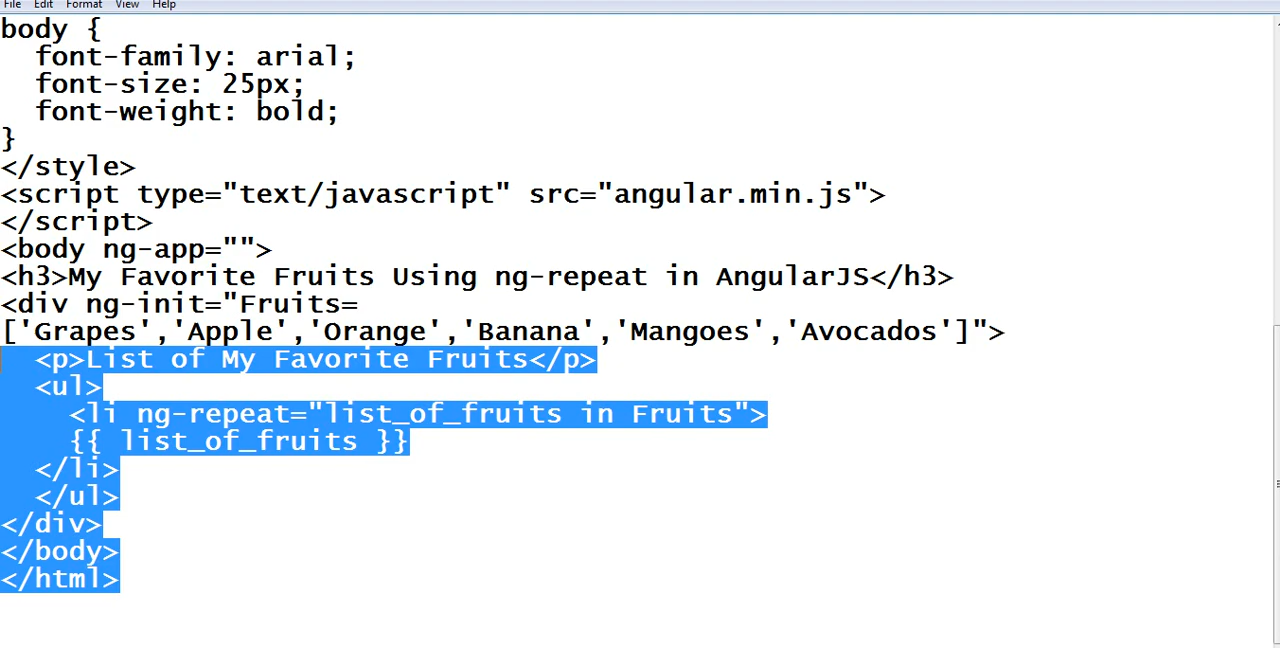 File Edit Format View Help
body {
font-family: arial;
font-size: 25px;
font-weight: bold;
}
</style>
<script type="text/javascript" src="angular.min.js">
</script>
<body ng-app="">
<h3>My Favorite Fruits Using ng-repeat in AngularJS</h3>
<div ng-init="Fruits=
['Grapes','Apple','Orange','Banana','Mangoes','Avocados']">
<p>List of My Favorite Fruits</p>
<ul>
<li ng-repeat="list_of_fruits in Fruits">
{{ list_of_fruits }}
</li>
</ul>
</div>
</body>
</html>